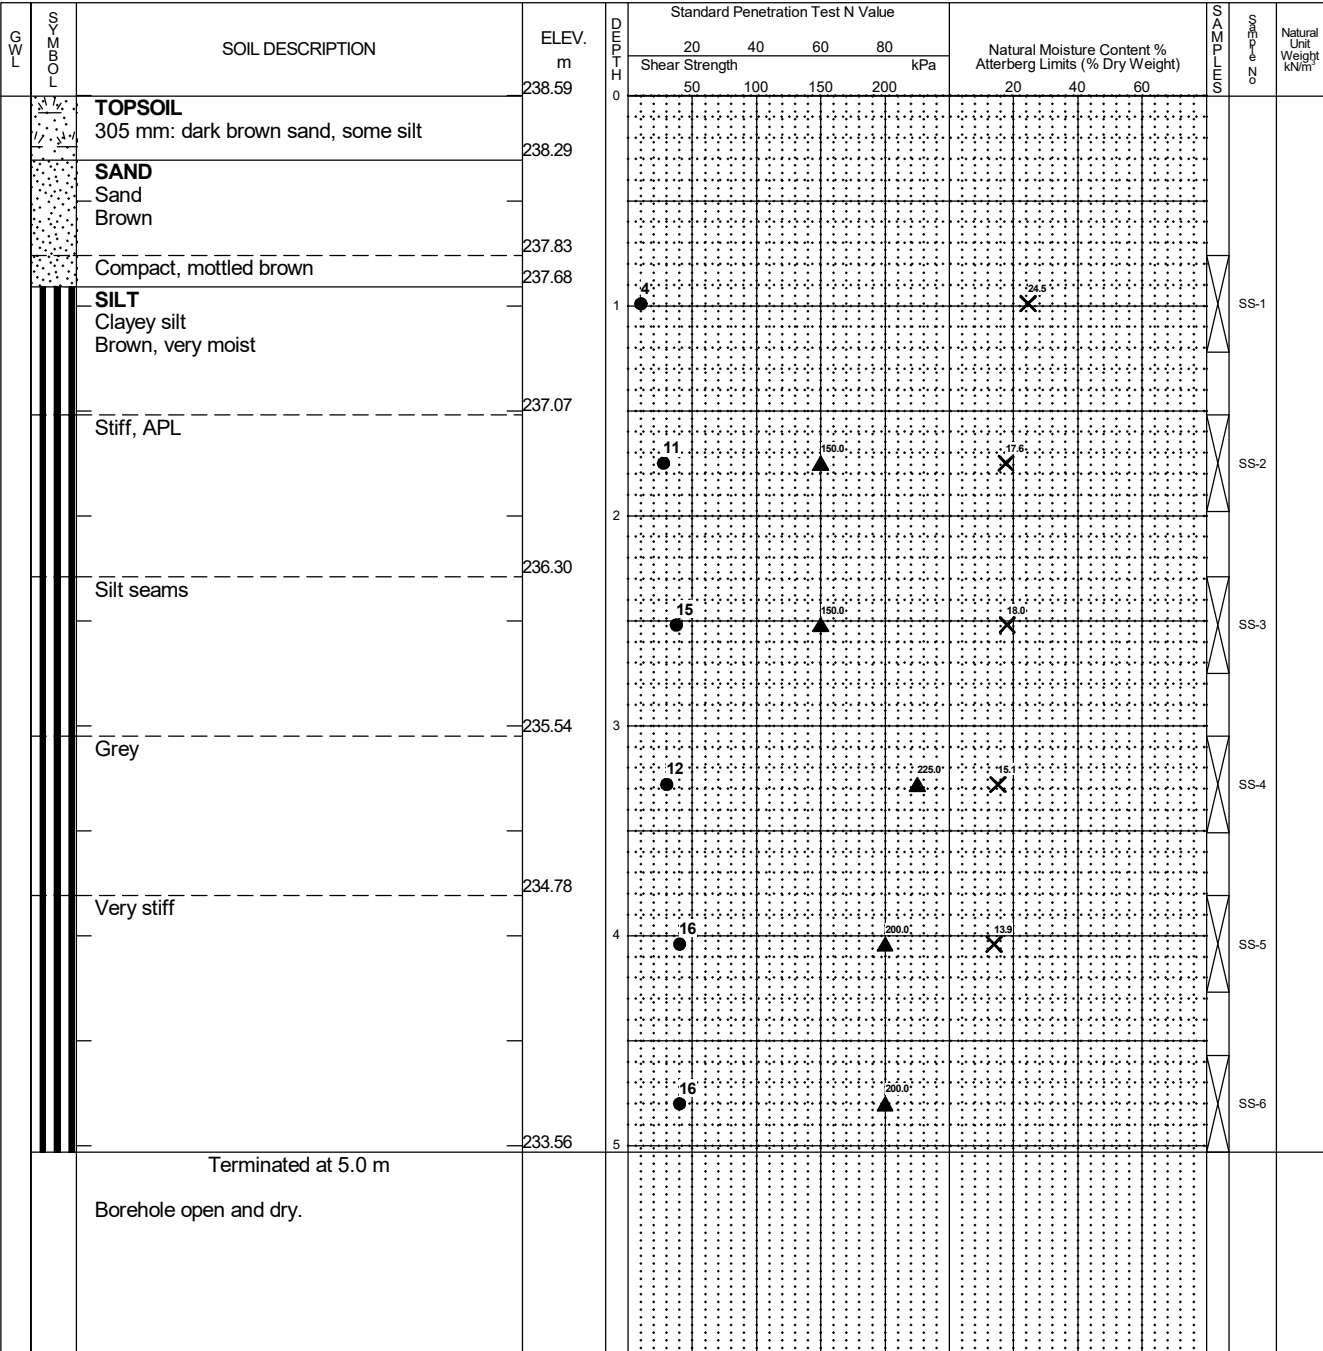 GWL
SYMBOL
SOIL DESCRIPTION
ELEV.
m
DEPTH
Standard Penetration Test N Value
20 40 60 80
Shear Strength kPa
50 100 150 200
Natural Moisture Content %
Atterberg Limits (% Dry Weight)
20 40 60
SAMPLES
Sample No
Natural
Unit
Weight
kN/m³
238.59
0
TOPSOIL
305 mm: dark brown sand, some silt
238.29
SAND
Sand
Brown
237.83
Compact, mottled brown
237.68
SILT
Clayey silt
Brown, very moist
4
24.5
1
SS-1
237.07
Stiff, APL
11
150.0
17.6
SS-2
2
236.30
Silt seams
15
150.0
18.0
SS-3
3
235.54
Grey
12
225.0
15.1
SS-4
234.78
Very stiff
16
200.0
13.9
4
SS-5
16
200.0
SS-6
233.56
5
Terminated at 5.0 m
Borehole open and dry.